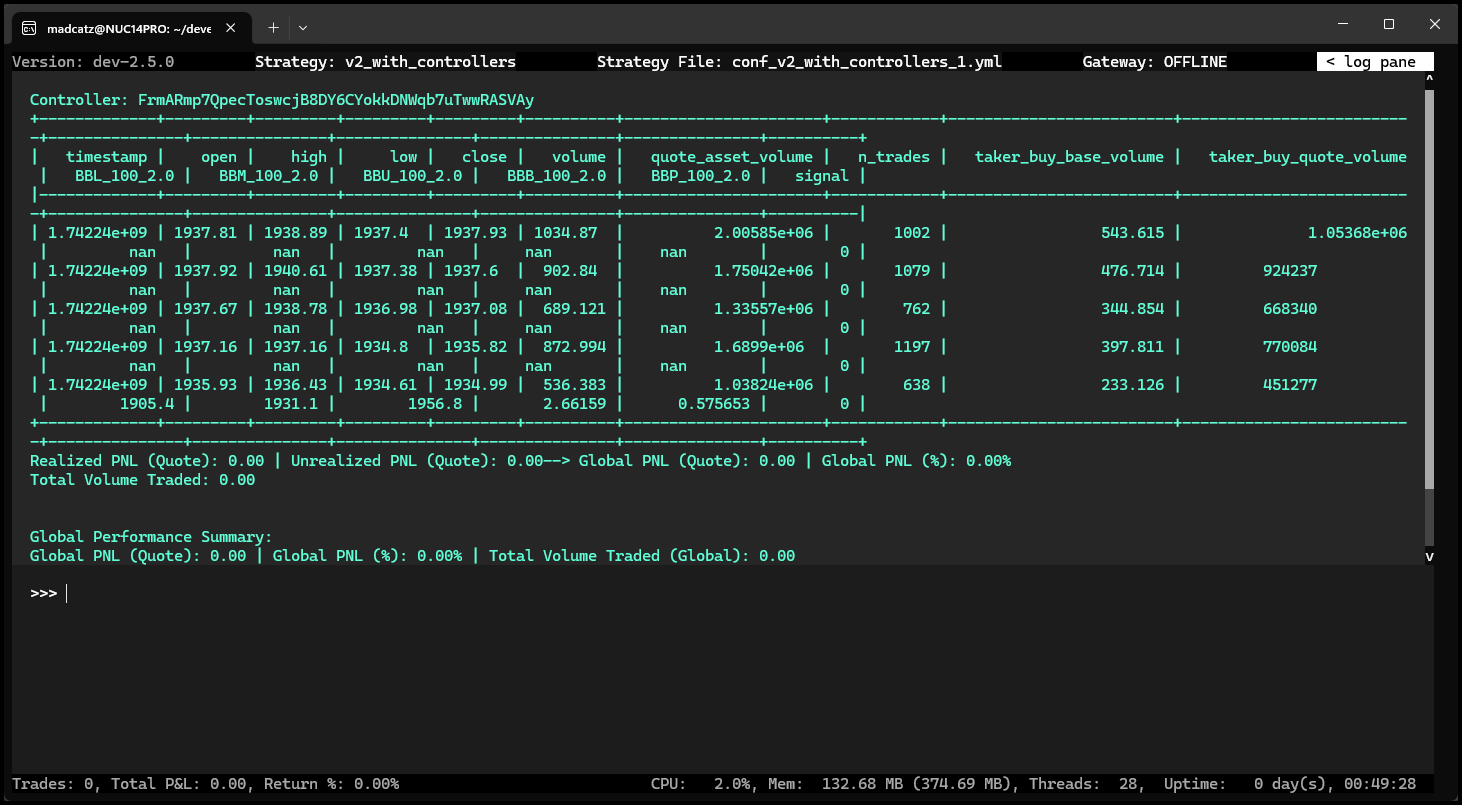 madcatz@NUC14PRO: ~/deve
Version: dev-2.5.0 Strategy: v2_with_controllers Strategy File: conf_v2_with_controllers_1.yml Gateway: OFFLINE < log pane
Controller: FrmARmp7QpecToswcjB8DY6CYokkDNWqb7uTwwRASVAy
+-------------+---------+---------+---------+---------+----------+----------------------+------------+-------------------------+-------------------------
-+---------------+---------------+---------------+---------------+---------------+----------+
| timestamp | open | high | low | close | volume | quote_asset_volume | n_trades | taker_buy_base_volume | taker_buy_quote_volume
| BBL_100_2.0 | BBM_100_2.0 | BBU_100_2.0 | BBB_100_2.0 | BBP_100_2.0 | signal |
|-------------+---------+---------+---------+---------+----------+----------------------+------------+-------------------------+-------------------------
-+---------------+---------------+---------------+---------------+---------------+----------|
| 1.74224e+09 | 1937.81 | 1938.89 | 1937.4 | 1937.93 | 1034.87 | 2.00585e+06 | 1002 | 543.615 | 1.05368e+06
| nan | nan | nan | nan | nan | 0 |
| 1.74224e+09 | 1937.92 | 1940.61 | 1937.38 | 1937.6 | 902.84 | 1.75042e+06 | 1079 | 476.714 | 924237
| nan | nan | nan | nan | nan | 0 |
| 1.74224e+09 | 1937.67 | 1938.78 | 1936.98 | 1937.08 | 689.121 | 1.33557e+06 | 762 | 344.854 | 668340
| nan | nan | nan | nan | nan | 0 |
| 1.74224e+09 | 1937.16 | 1937.16 | 1934.8 | 1935.82 | 872.994 | 1.6899e+06 | 1197 | 397.811 | 770084
| nan | nan | nan | nan | nan | 0 |
| 1.74224e+09 | 1935.93 | 1936.43 | 1934.61 | 1934.99 | 536.383 | 1.03824e+06 | 638 | 233.126 | 451277
| 1905.4 | 1931.1 | 1956.8 | 2.66159 | 0.575653 | 0 |
+-------------+---------+---------+---------+---------+----------+----------------------+------------+-------------------------+-------------------------
-+---------------+---------------+---------------+---------------+---------------+----------+
Realized PNL (Quote): 0.00 | Unrealized PNL (Quote): 0.00--> Global PNL (Quote): 0.00 | Global PNL (%): 0.00%
Total Volume Traded: 0.00
Global Performance Summary:
Global PNL (Quote): 0.00 | Global PNL (%): 0.00% | Total Volume Traded (Global): 0.00
>>>
Trades: 0, Total P&L: 0.00, Return %: 0.00% CPU: 2.0%, Mem: 132.68 MB (374.69 MB), Threads: 28, Uptime: 0 day(s), 00:49:28